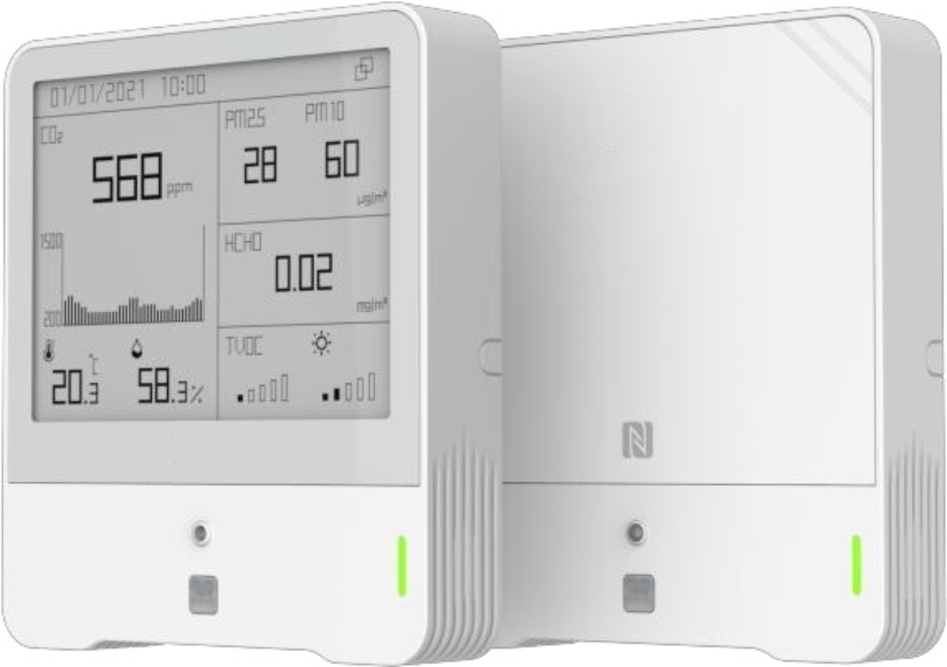 01/01/2021 10:00
CO₂
568 ppm
1500
200
20.3 ℃
58.3%
PM2.5 PM10
28 60
µg/m³
HCHO
0.02
mg/m³
TVOC
N